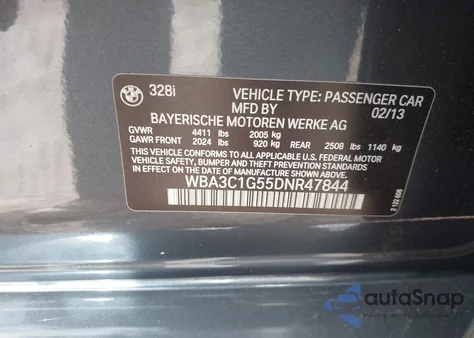 328i
VEHICLE TYPE: PASSENGER CAR
MFD BY 02/13
BAYERISCHE MOTOREN WERKE AG
GVWR 4411 lbs 2005 kg
GAWR FRONT 2024 lbs 920 kg REAR 2508 lbs 1140 kg
THIS VEHICLE CONFORMS TO ALL APPLICABLE
U.S. FEDERAL MOTOR VEHICLE
SAFETY, BUMPER AND THEFT PREVENTION STANDARDS
IN EFFECT ON THE DATE OF MANUFACTURE SHOWN ABOVE.
WBA3C1G55DNR47844
autoSnap